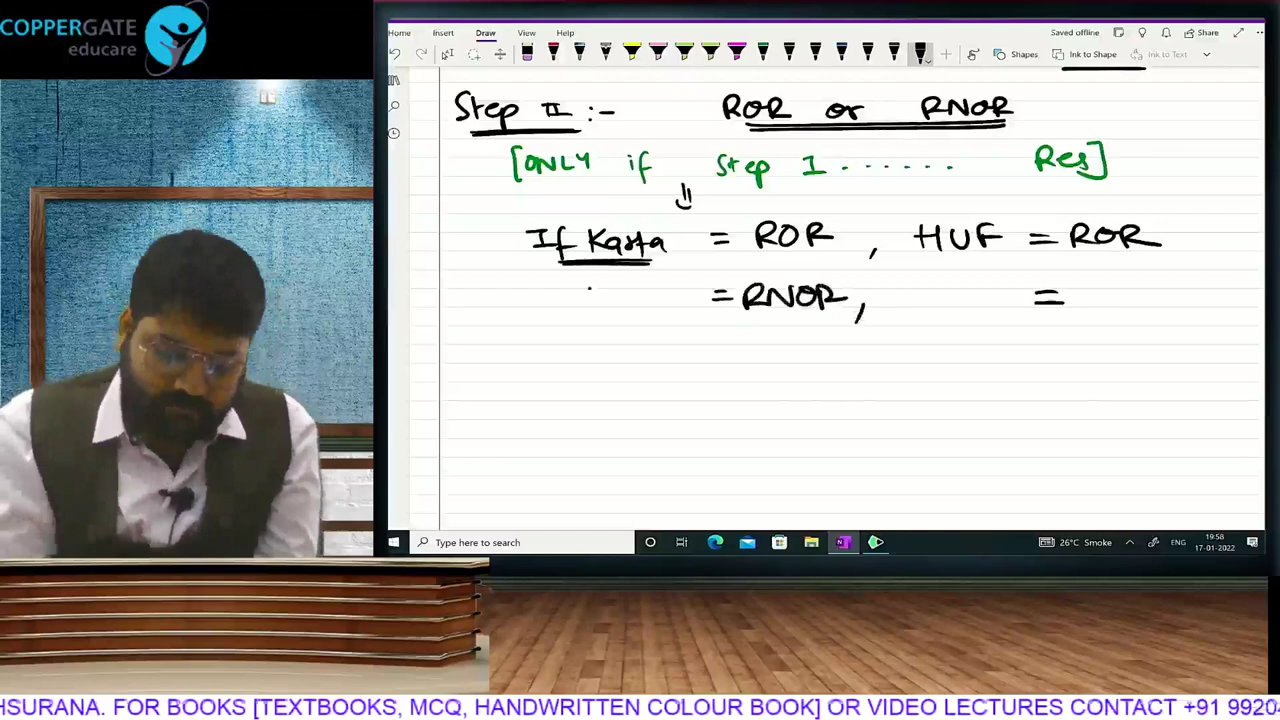 COPPERGATE
educare
Home Insert Draw View Help
Saved offline
Share
Shapes
Ink to Shape
Ink to Text
Step II :- ROR or RNOR
[ONLY if Step 1 ....... Res]
If Karta = ROR , HUF = ROR
= RNOR, =
Type here to search
26°C Smoke
ENG
19:58
17-01-2022
HSURANA. FOR BOOKS [TEXTBOOKS, MCQ, HANDWRITTEN COLOUR BOOK] OR VIDEO LECTURES CONTACT +91 9920